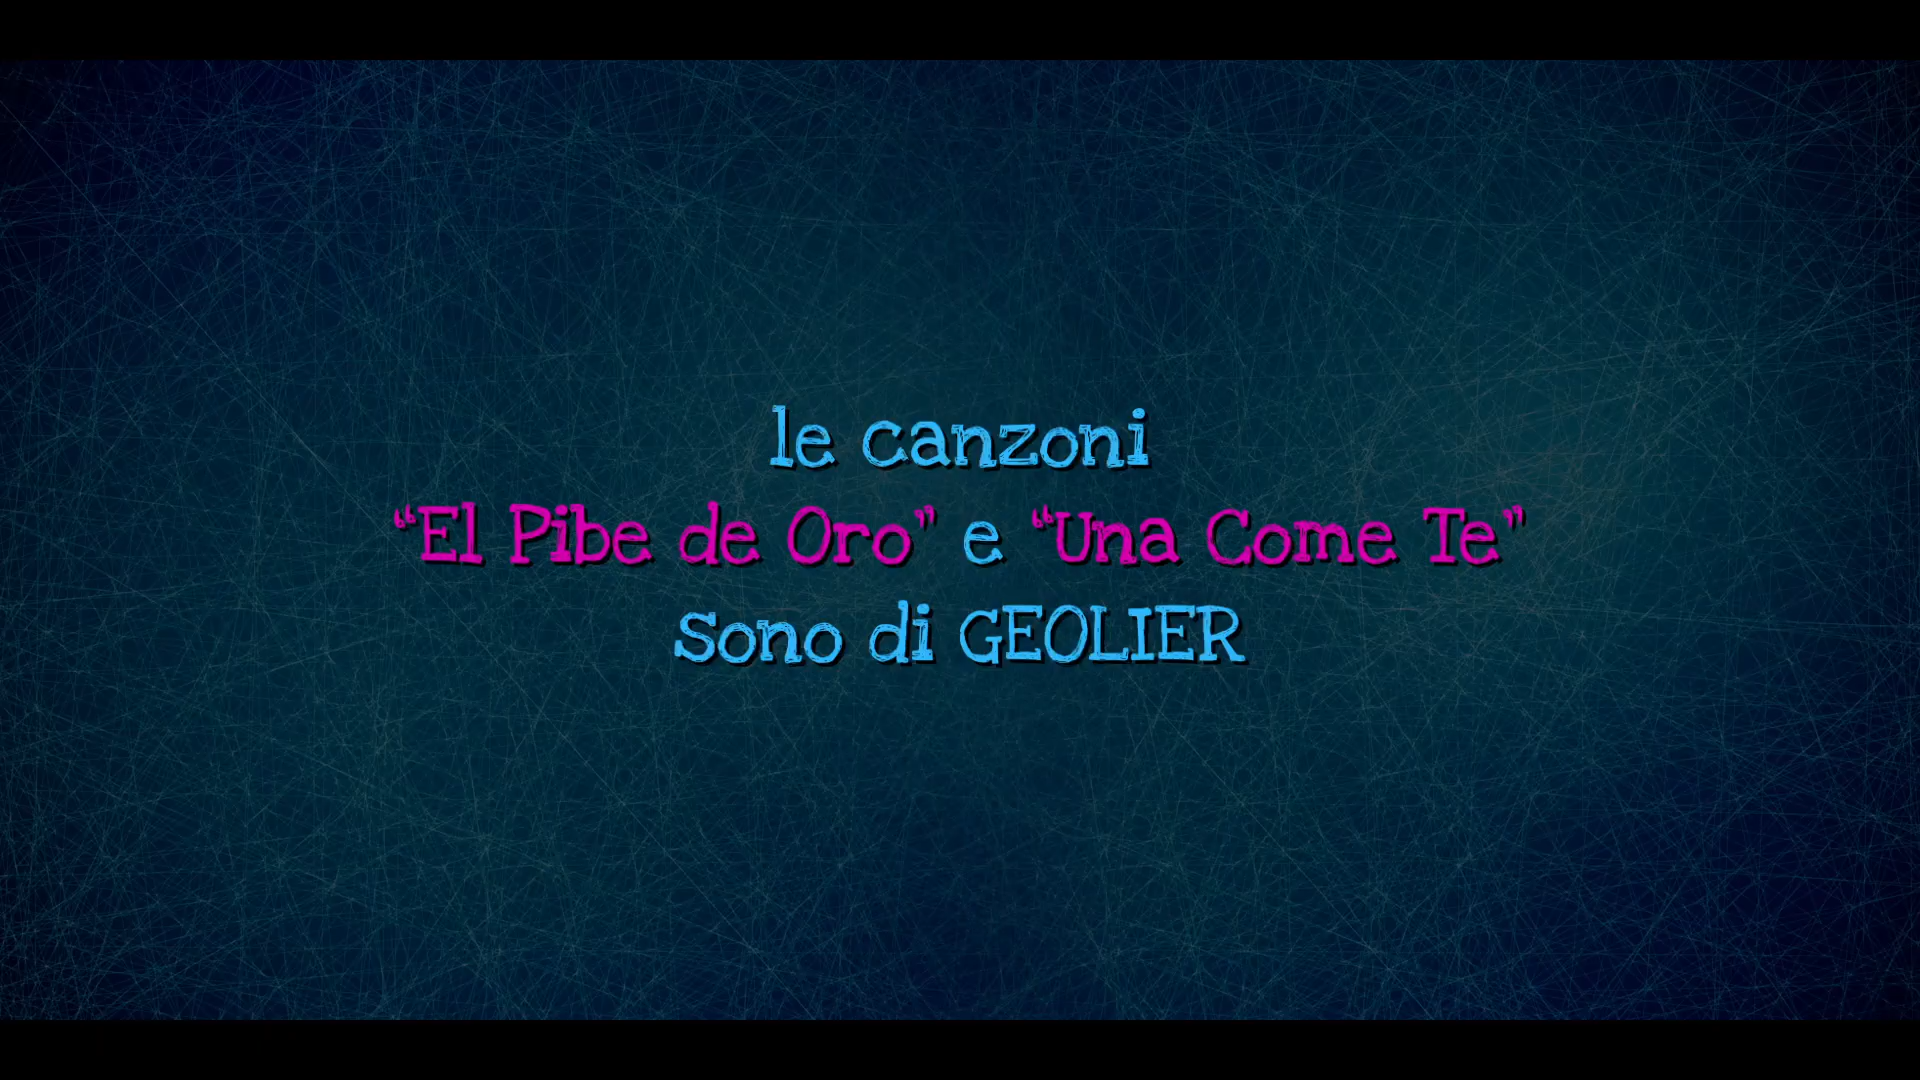 le canzoni
“El Pibe de Oro” e “Una Come Te”
sono di GEOLIER